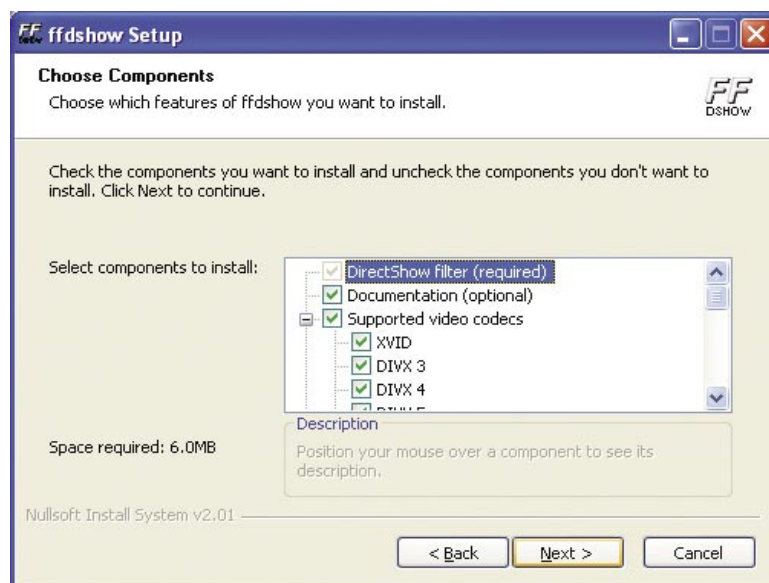 FF
DSHOW
ffdshow Setup
Choose Components
Choose which features of ffdshow you want to install.
FF
DSHOW
Check the components you want to install and uncheck the components you don't want to
install. Click Next to continue.
Select components to install:
DirectShow filter (required)
Documentation (optional)
Supported video codecs
XVID
DIVX 3
DIVX 4
Space required: 6.0MB
Description
Position your mouse over a component to see its
description.
Nullsoft Install System v2.01
< Back
Next >
Cancel